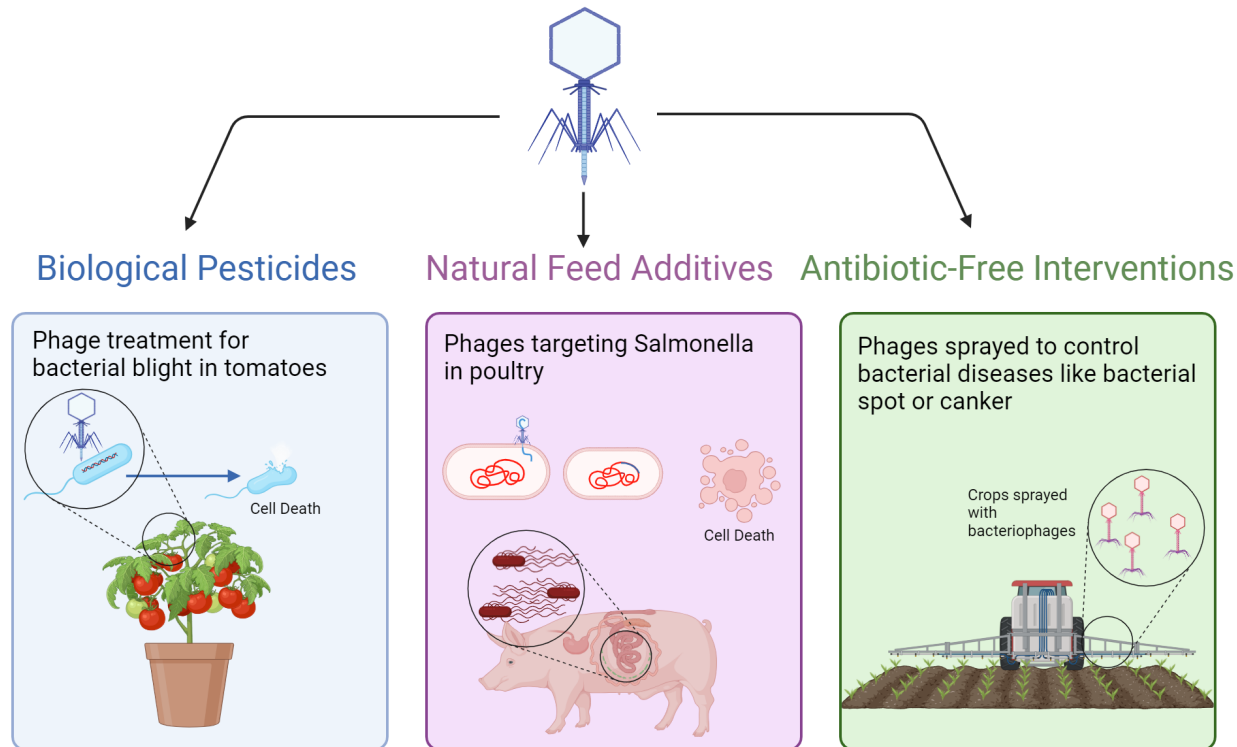 Biological Pesticides
Natural Feed Additives
Antibiotic-Free Interventions
Phage treatment for
bacterial blight in tomatoes
Cell Death
Phages targeting Salmonella
in poultry
Cell Death
Phages sprayed to control
bacterial diseases like bacterial
spot or canker
Crops sprayed
with
bacteriophages